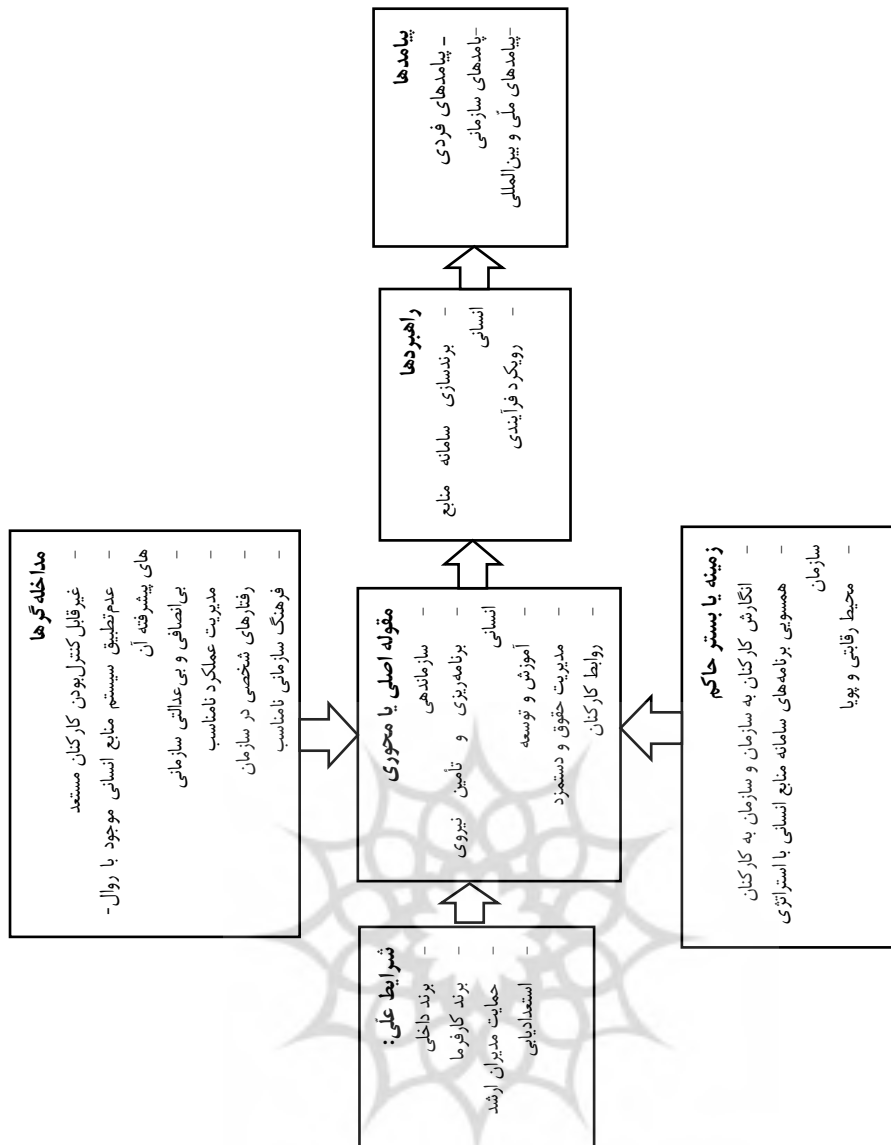 شرایط علّی:
- برند داخلی
- برند کارفرما
- حمایت مدیران ارشد
- استعدادیابی
مداخله‌گرها
- غیرقابل‌کنترل‌بودن کارکنان مستعد
- عدم‌تطبیق سیستم منابع انسانی موجود با روال-
های پیشرفته آن
- بی‌انصافی و بی‌عدالتی سازمانی
- رفتارهای شخصی در سازمان
- مدیریت عملکرد نامناسب
- فرهنگ سازمانی نامناسب
مقوله اصلی یا محوری
- سازماندهی
- برنامه‌ریزی و تأمین نیروی
انسانی
- آموزش و توسعه
- مدیریت حقوق و دستمزد
- روابط کارکنان
زمینه یا بستر حاکم
- انگارش کارکنان به سازمان و سازمان به کارکنان
- همسویی برنامه‌های سامانه منابع انسانی با استراتژی
سازمان
- محیط رقابتی و پویا
راهبردها
- برندسازی سامانه منابع
انسانی
- رویکرد فرآیندی
پیامدها
- پیامدهای فردی
-پامدهای سازمانی
-پیامدهای ملّی و بین‌المللی